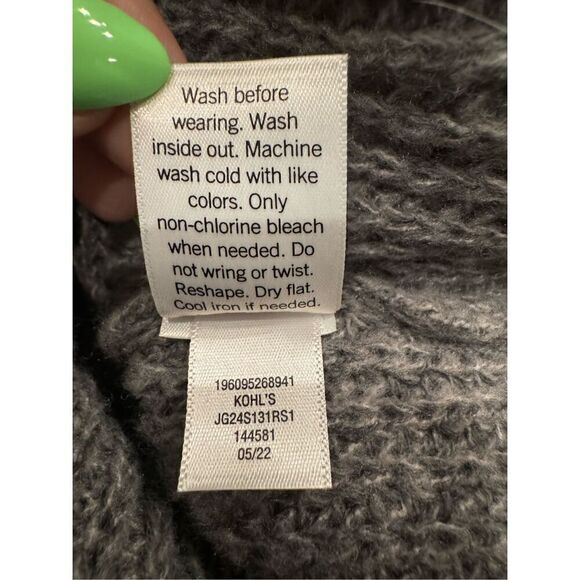 Wash before
wearing. Wash
inside out. Machine
wash cold with like
colors. Only
non-chlorine bleach
when needed. Do
not wring or twist.
Reshape. Dry flat.
Cool iron if needed.
196095268941
KOHL'S
JG24S131RS1
144581
05/22